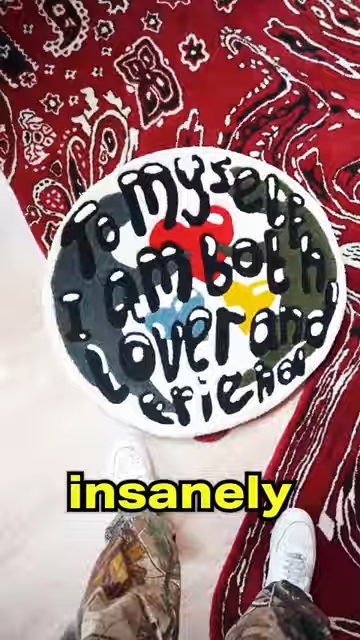 To Myself
I am both
Lover and
friend
insanely